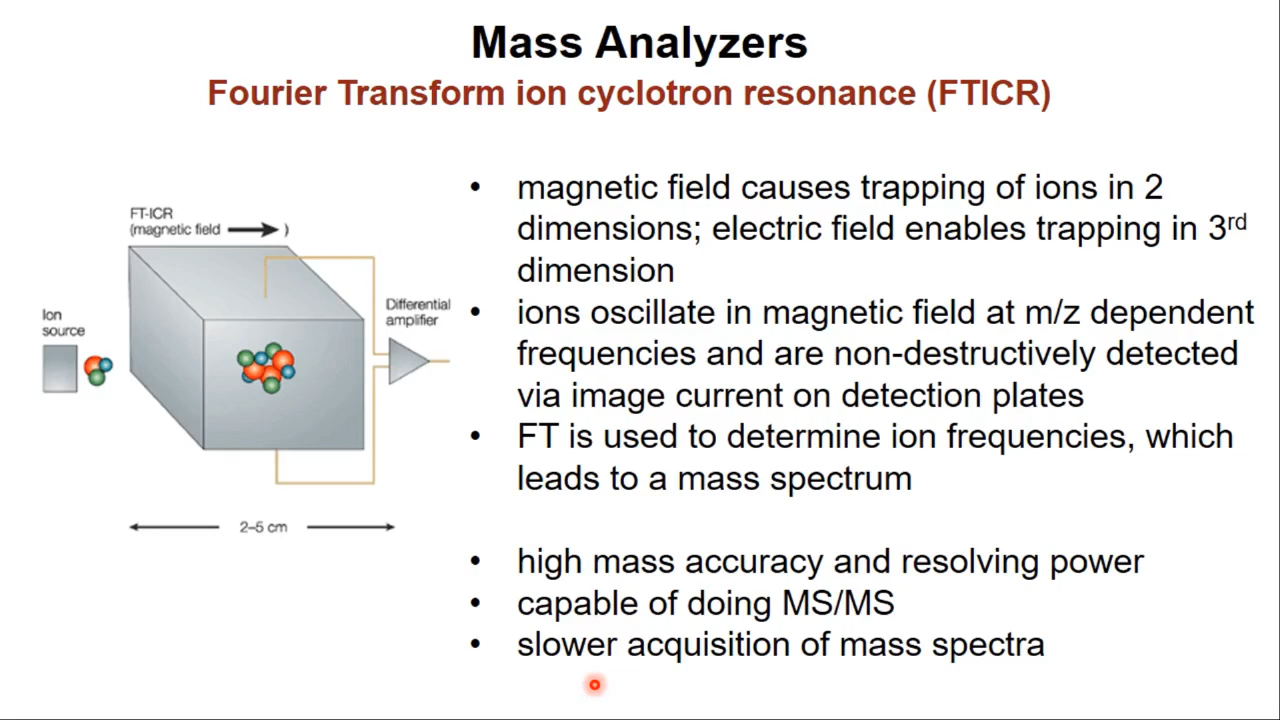 Mass Analyzers
Fourier Transform ion cyclotron resonance (FTICR)
FT-ICR
(magnetic field )
Ion
source
Differential
amplifier
2–5 cm
• magnetic field causes trapping of ions in 2
dimensions; electric field enables trapping in 3rd
dimension
• ions oscillate in magnetic field at m/z dependent
frequencies and are non-destructively detected
via image current on detection plates
• FT is used to determine ion frequencies, which
leads to a mass spectrum
• high mass accuracy and resolving power
• capable of doing MS/MS
• slower acquisition of mass spectra